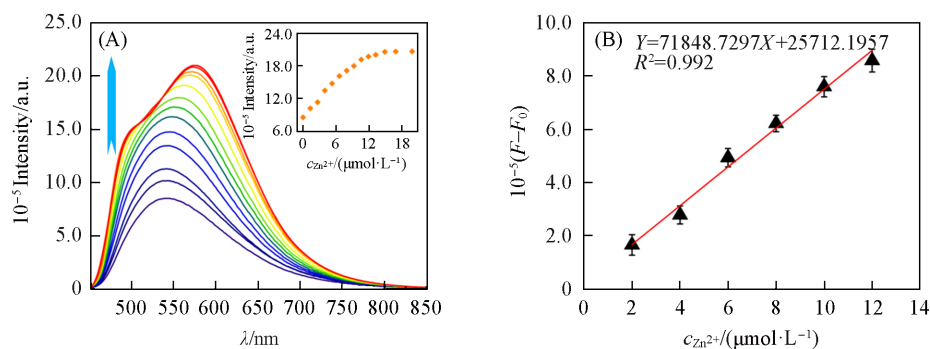 (A)
25.0
20.0
15.0
10.0
5.0
0.0
10⁻⁵ Intensity/a.u.
500 550 600 650 700 750 800 850
λ/nm
24.0
18.0
12.0
6.0
10⁻⁵ Intensity/a.u.
0 6 12 18
c_Zn²⁺/(μmol·L⁻¹)
(B)
Y=71848.7297X+25712.1957
R²=0.992
10.0
8.0
6.0
4.0
2.0
0
10⁻⁵(F−F₀)
0 2 4 6 8 10 12 14
c_Zn²⁺/(μmol·L⁻¹)